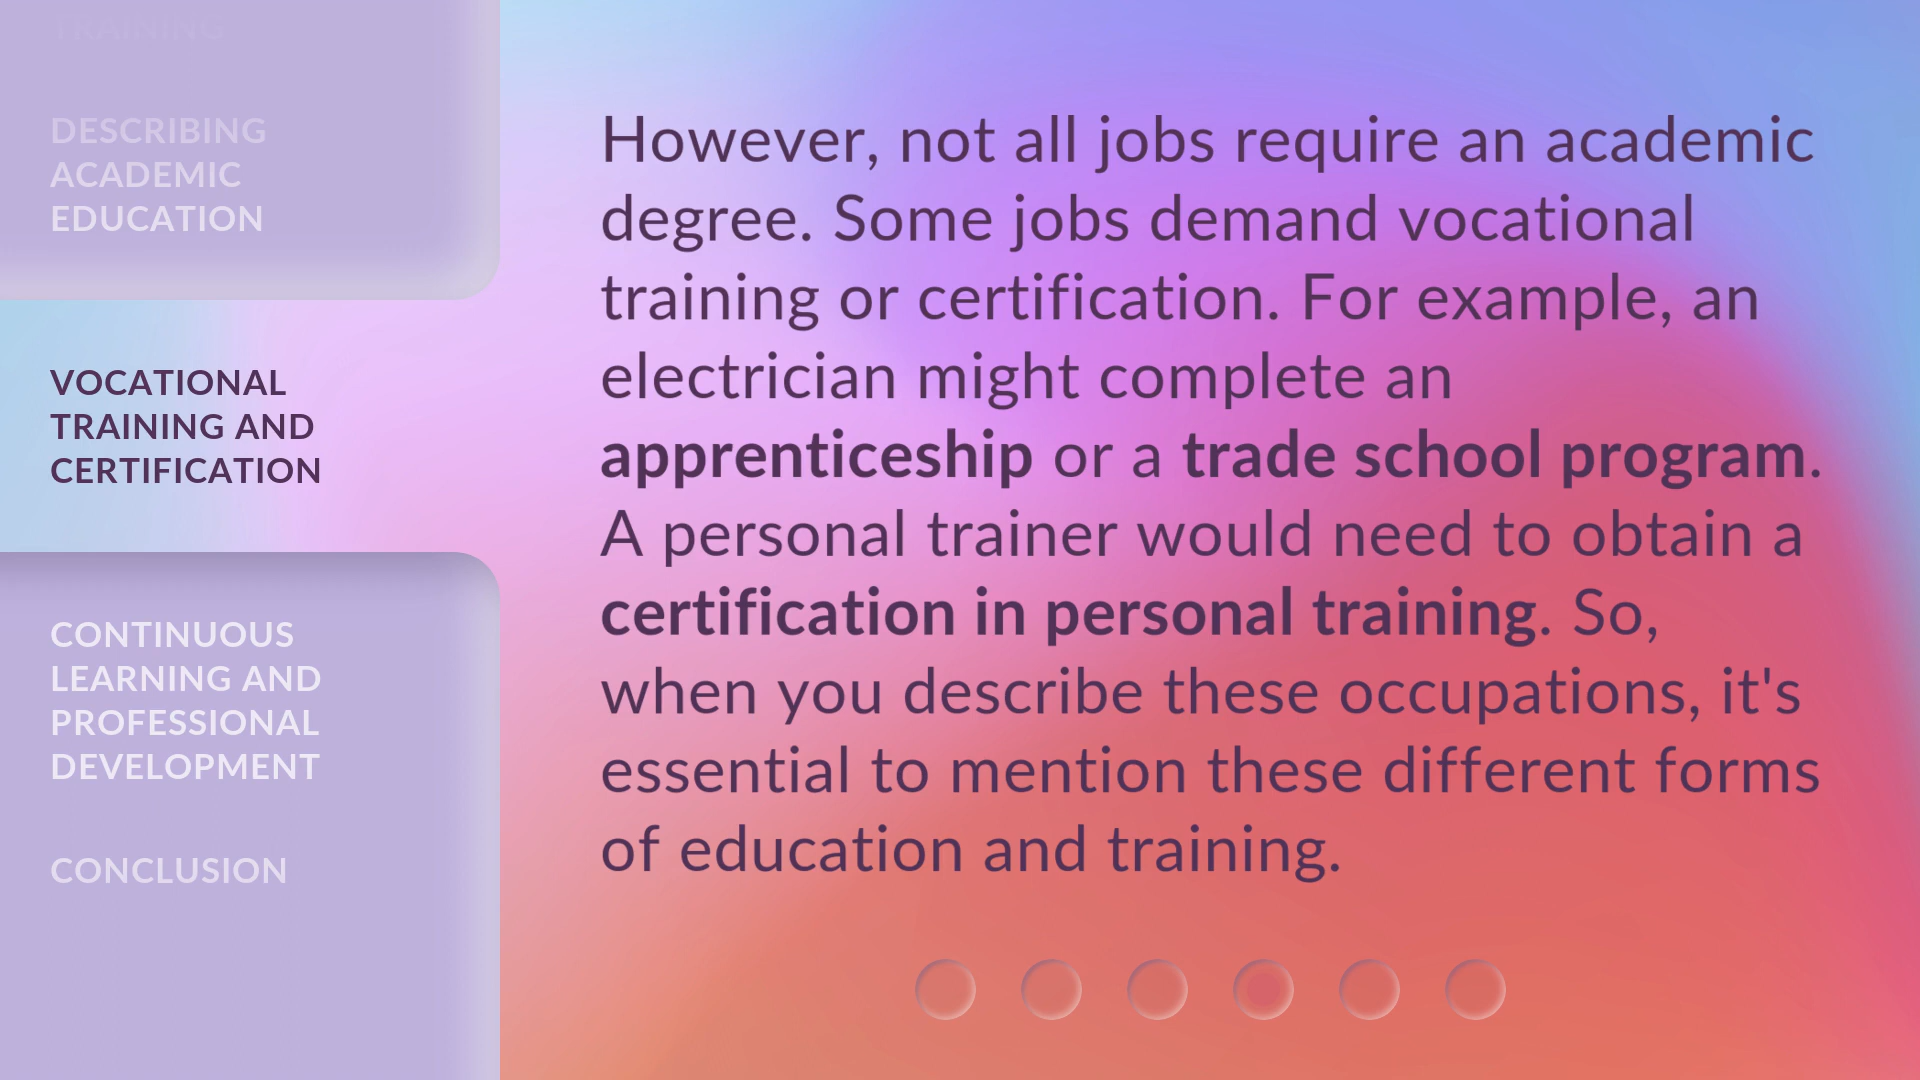 TRAINING
DESCRIBING
ACADEMIC
EDUCATION
VOCATIONAL
TRAINING AND
CERTIFICATION
CONTINUOUS
LEARNING AND
PROFESSIONAL
DEVELOPMENT
CONCLUSION
However, not all jobs require an academic
degree. Some jobs demand vocational
training or certification. For example, an
electrician might complete an
apprenticeship or a trade school program.
A personal trainer would need to obtain a
certification in personal training. So,
when you describe these occupations, it's
essential to mention these different forms
of education and training.